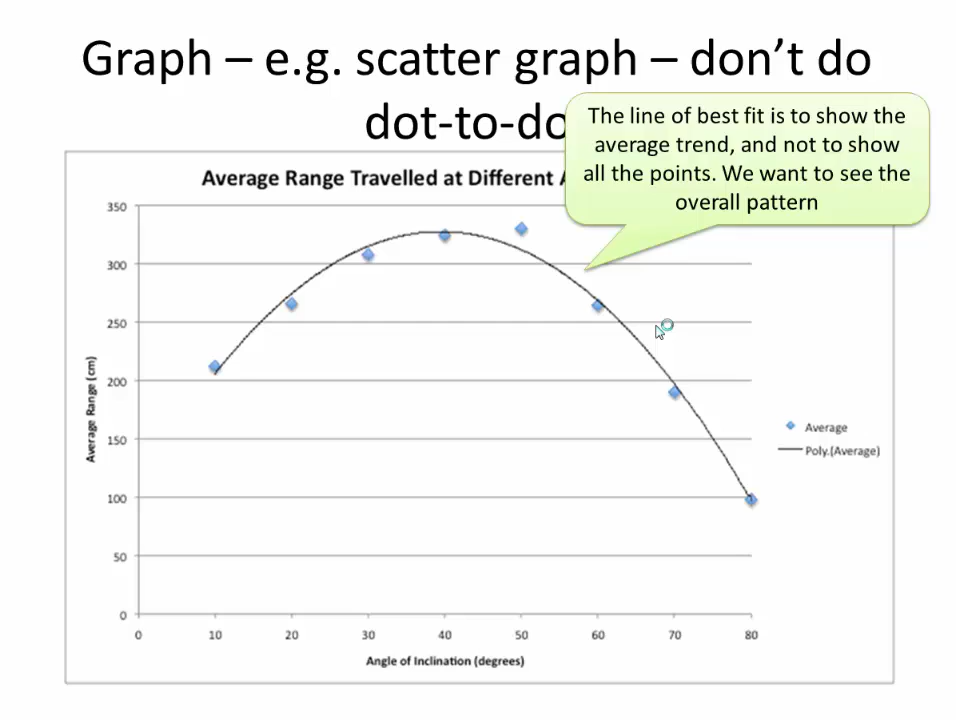 Graph – e.g. scatter graph – don't do
dot-to-do
The line of best fit is to show the
average trend, and not to show
all the points. We want to see the
overall pattern
Average Range Travelled at Different
350
300
250
200
150
100
50
0
Average Range (cm)
0 10 20 30 40 50 60 70 80
Angle of Inclination (degrees)
Average
Poly.(Average)